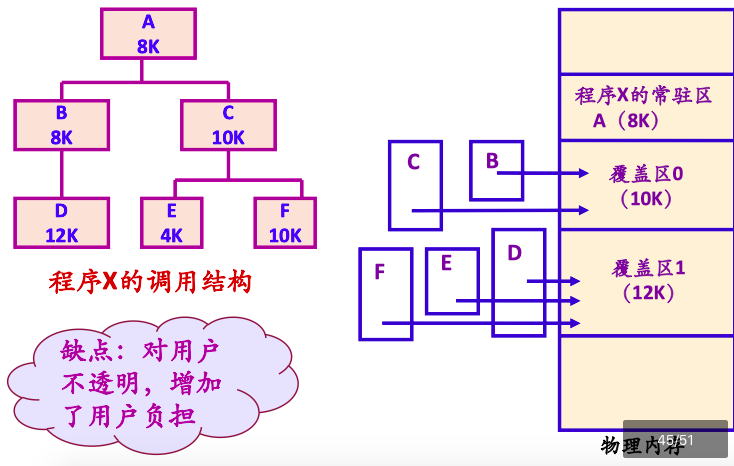 A
8K
B
8K
C
10K
D
12K
E
4K
F
10K
程序X的调用结构
缺点：对用户
不透明，增加
了用户负担
C
B
F
E
D
程序X的常驻区
A（8K）
覆盖区0
（10K）
覆盖区1
（12K）
物理内存
45/51